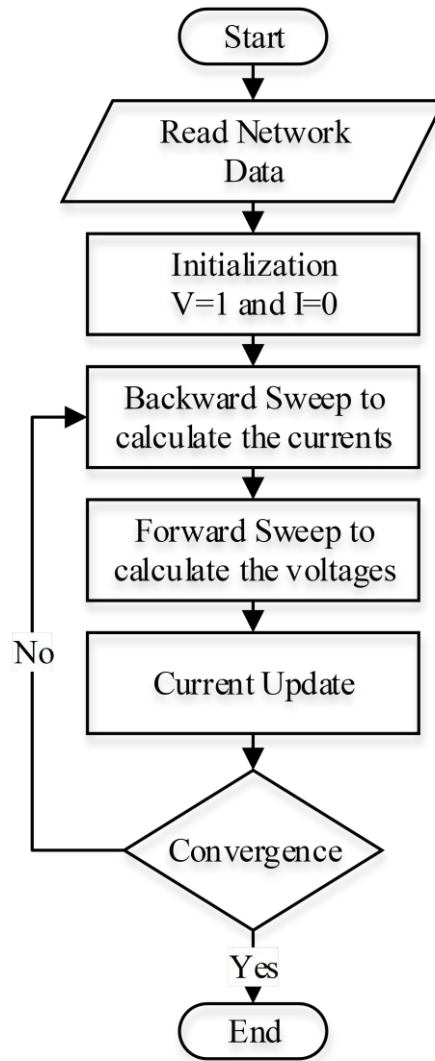 Start
Read Network
Data
Initialization
V=1 and I=0
Backward Sweep to
calculate the currents
Forward Sweep to
calculate the voltages
No
Current Update
Convergence
Yes
End